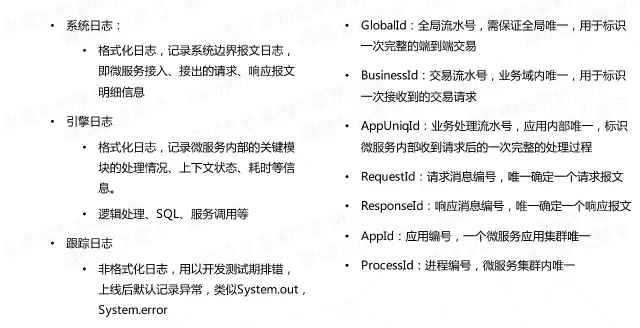 • 系统日志：
• 格式化日志，记录系统边界报文日志，
即微服务接入、接出的请求、响应报文
明细信息
• 引擎日志
• 格式化日志，记录微服务内部的关键模
块的处理情况、上下文状态、耗时等信
息。
• 逻辑处理、SQL、服务调用等
• 跟踪日志
• 非格式化日志，用以开发测试期排错，
上线后默认记录异常，类似System.out，
System.error
• GlobalId：全局流水号，需保证全局唯一，用于标识
一次完整的端到端交易
• BusinessId：交易流水号，业务域内唯一，用于标识
一次接收到的交易请求
• AppUniqId：业务处理流水号，应用内部唯一，标识
微服务内部收到请求后的一次完整的处理过程
• RequestId：请求消息编号，唯一确定一个请求报文
• ResponseId：响应消息编号，唯一确定一个响应报文
• AppId：应用编号，一个微服务应用集群唯一
• ProcessId：进程编号，微服务集群内唯一